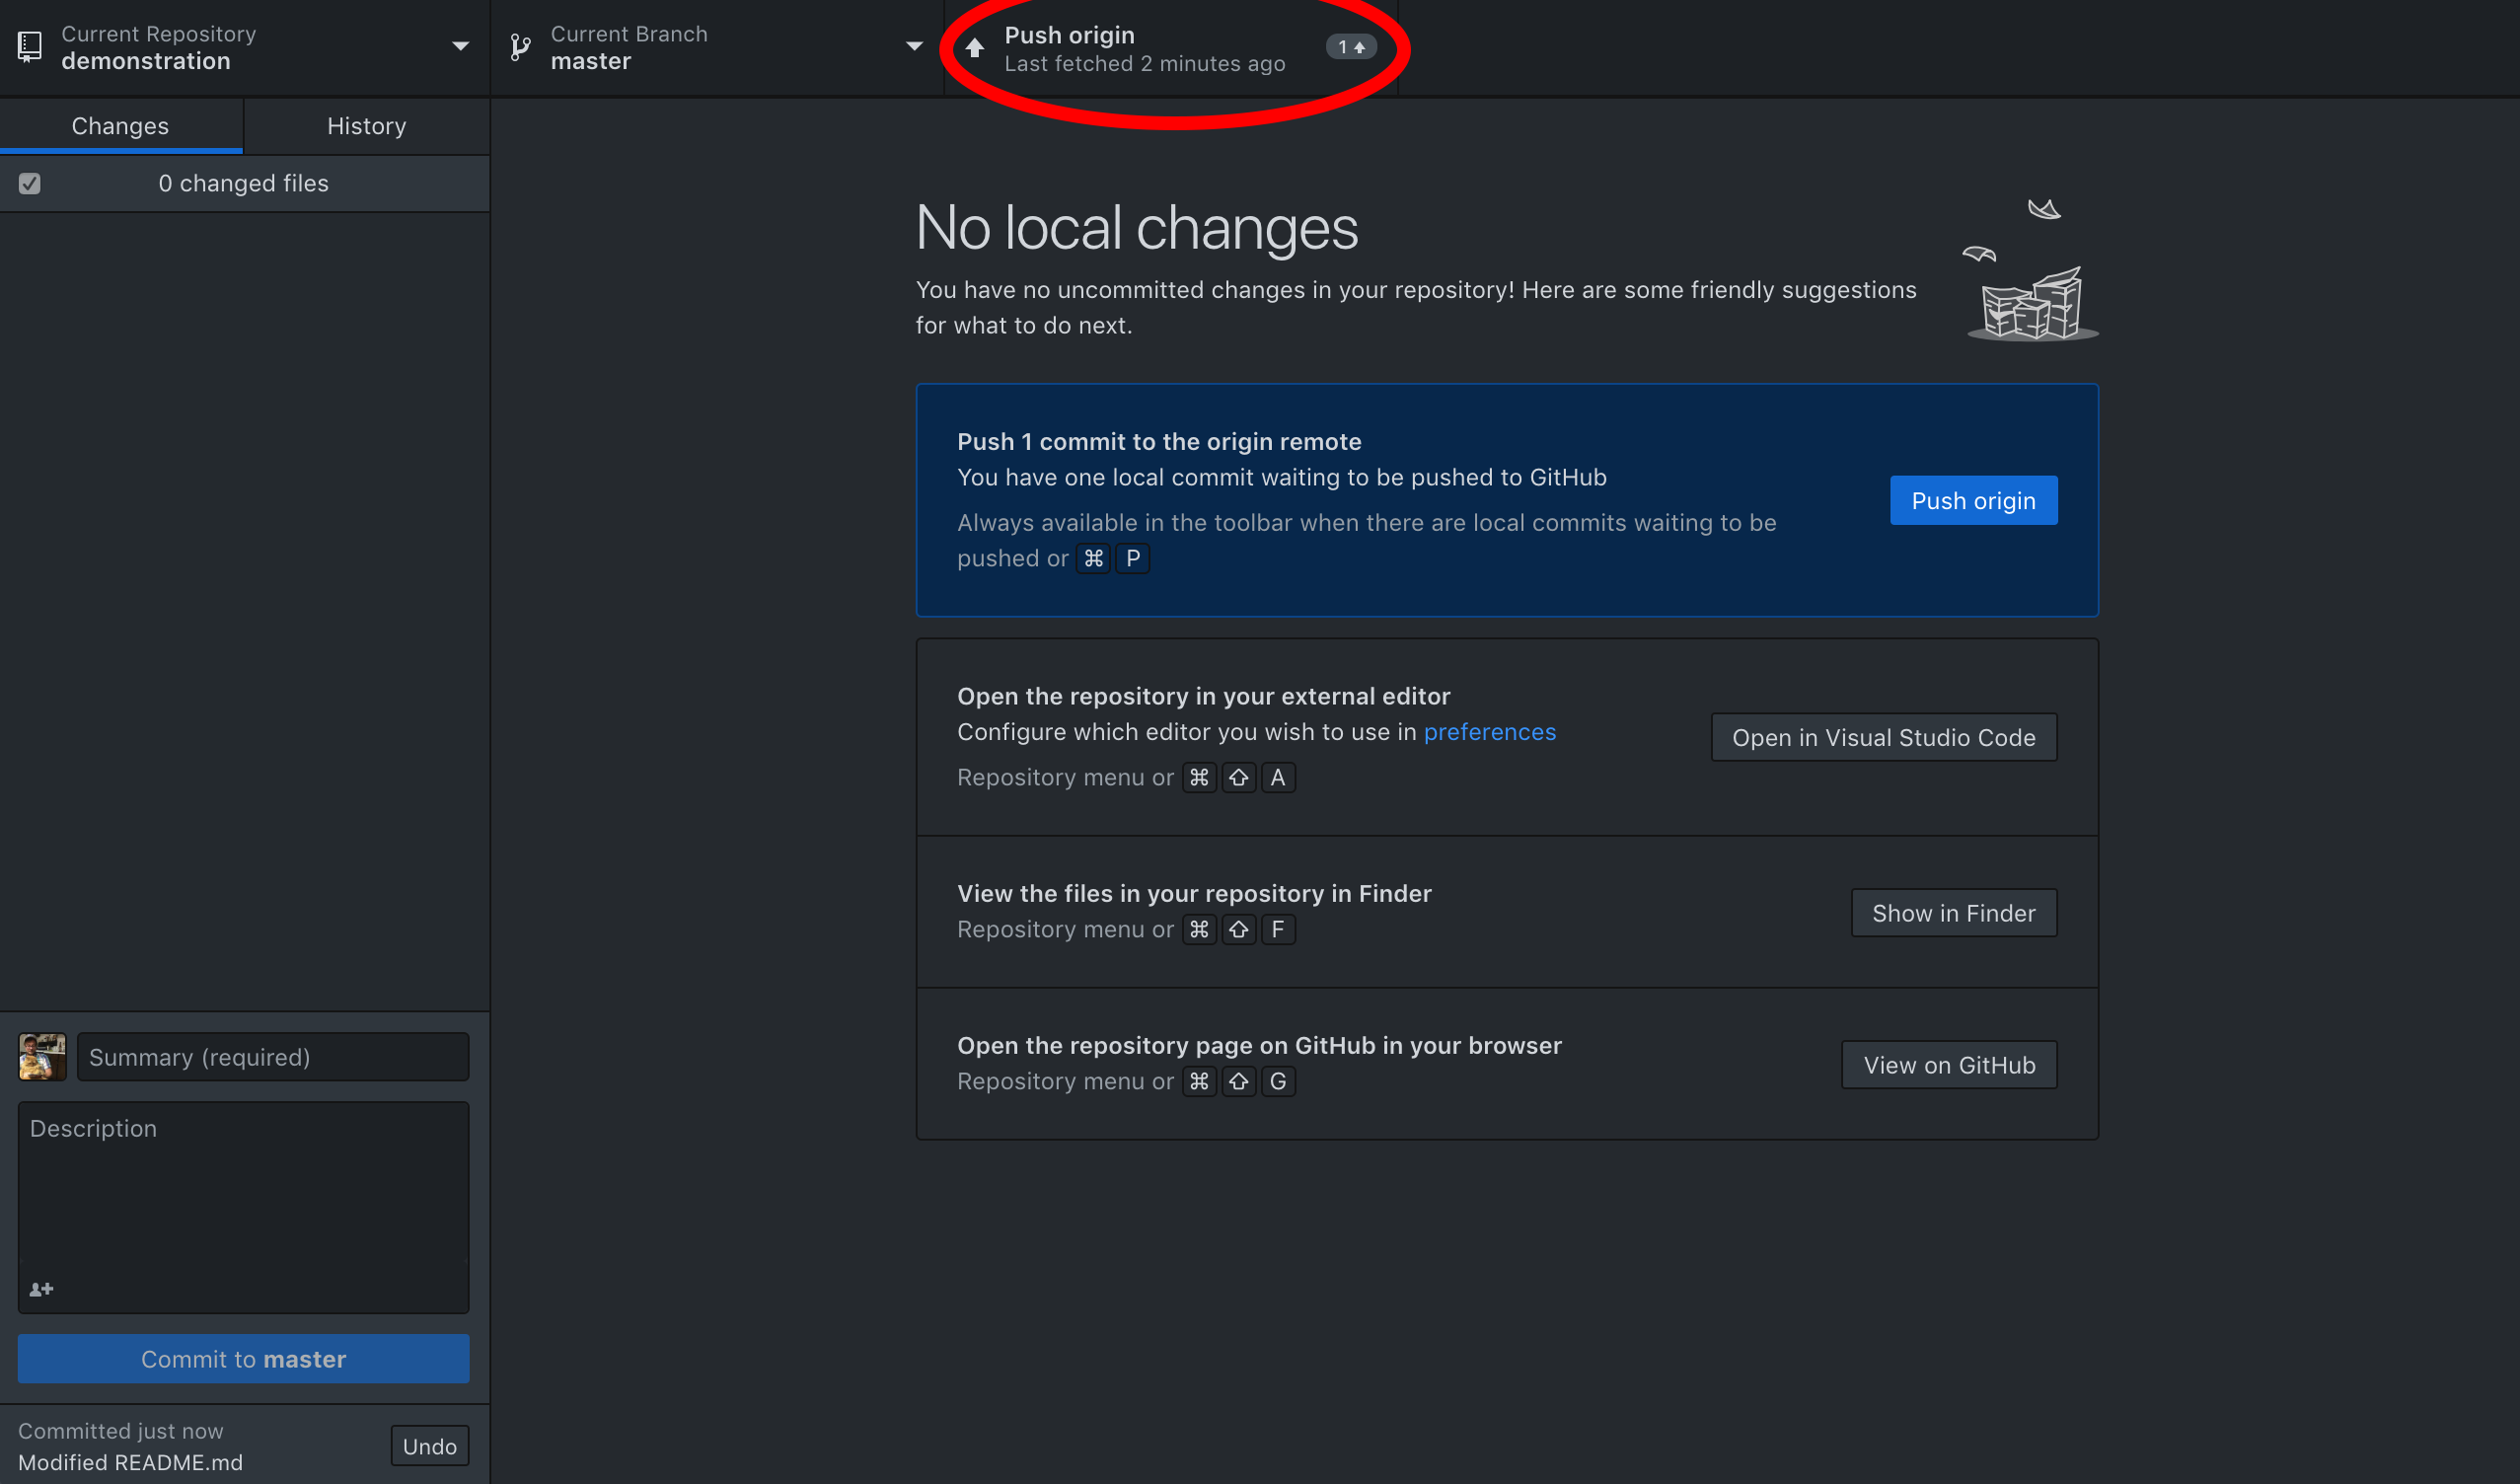 Current Repository
demonstration
Current Branch
master
Push origin
Last fetched 2 minutes ago
1
Changes
History
0 changed files
No local changes
You have no uncommitted changes in your repository! Here are some friendly suggestions
for what to do next.
Push 1 commit to the origin remote
You have one local commit waiting to be pushed to GitHub
Always available in the toolbar when there are local commits waiting to be
pushed or ⌘ P
Push origin
Open the repository in your external editor
Configure which editor you wish to use in preferences
Repository menu or ⌘ ⇧ A
Open in Visual Studio Code
View the files in your repository in Finder
Repository menu or ⌘ ⇧ F
Show in Finder
Open the repository page on GitHub in your browser
Repository menu or ⌘ ⇧ G
View on GitHub
Summary (required)
Description
Commit to master
Committed just now
Modified README.md
Undo